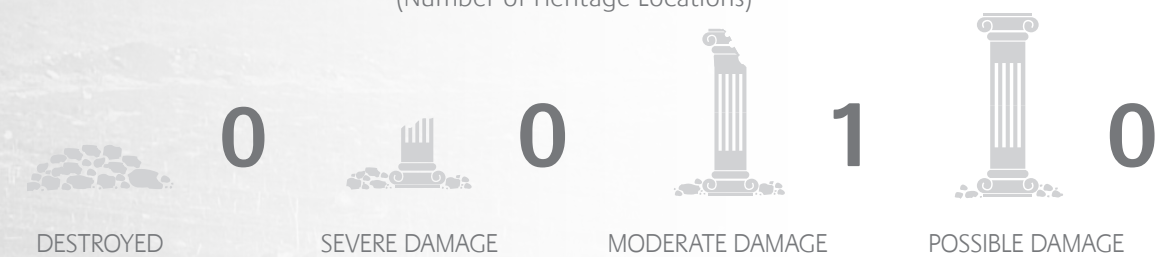 (Number of Heritage Locations)
0 0 1 0
DESTROYED SEVERE DAMAGE MODERATE DAMAGE POSSIBLE DAMAGE